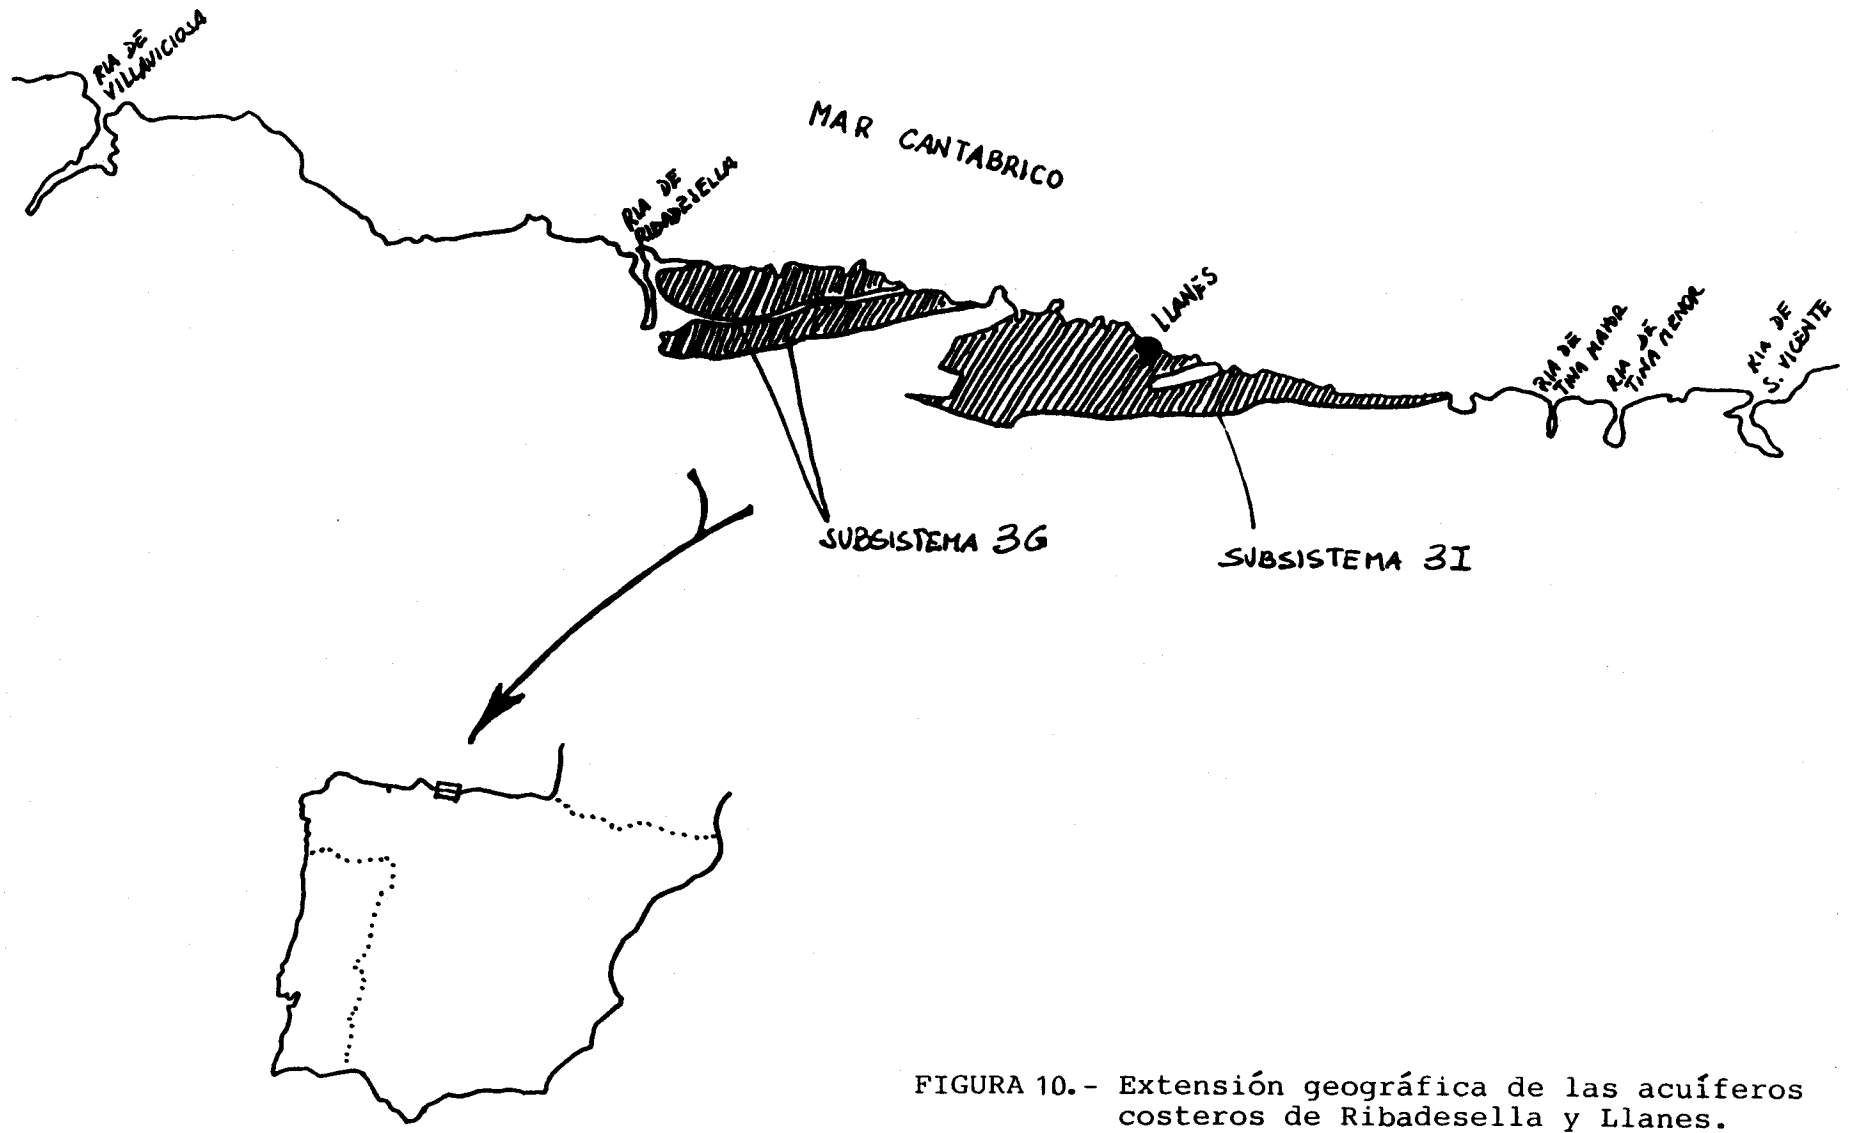 RIA DE
VILLAVICIOSA
MAR CANTABRICO
RIA DE
RIBADESELLA
LLANES
RIA DE
TINA MAYOR
RIA DE
TINA MENOR
RIA DE
S. VICENTE
SUBSISTEMA 3G
SUBSISTEMA 3I
FIGURA 10.- Extensión geográfica de las acuíferos
costeros de Ribadesella y Llanes.